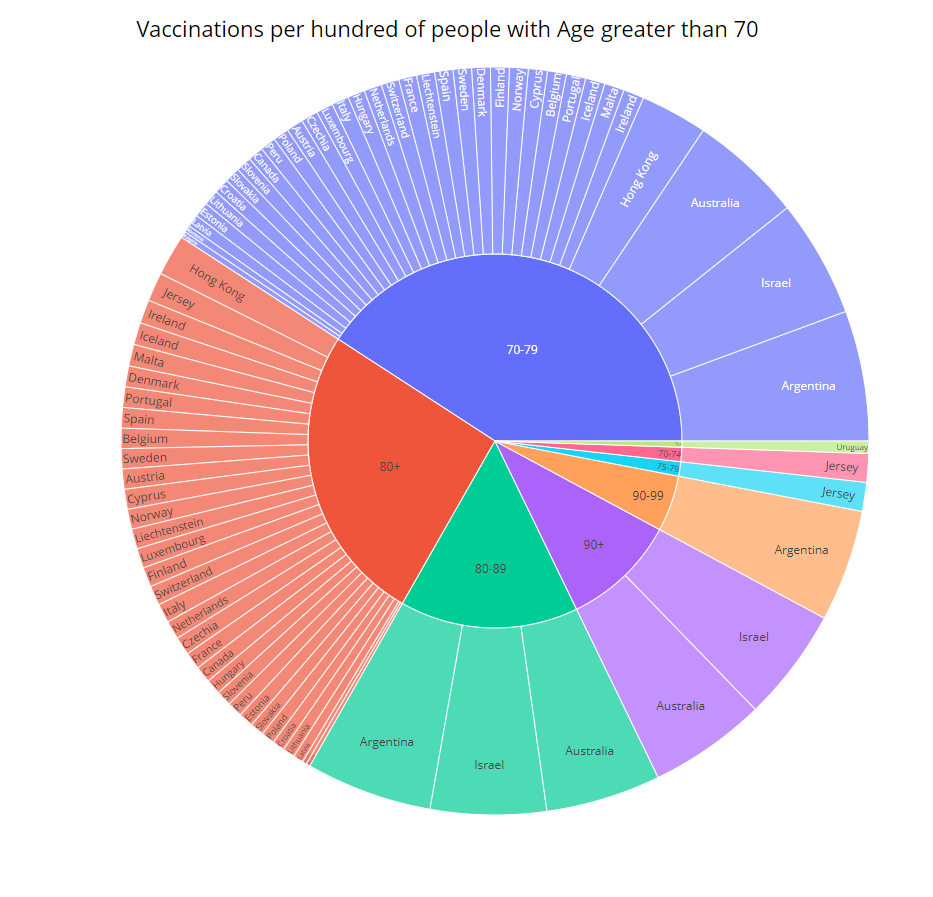 Vaccinations per hundred of people with Age greater than 70
70-79
Argentina
Israel
Australia
Hong Kong
Ireland
Malta
Iceland
Portugal
Belgium
Cyprus
Norway
Finland
Denmark
Sweden
Spain
Liechtenstein
France
Switzerland
Netherlands
Hungary
Italy
Luxembourg
Czechia
Austria
Poland
Peru
Canada
Slovenia
Slovakia
Croatia
Lithuania
Estonia
Latvia
80+
Hong Kong
Jersey
Ireland
Iceland
Malta
Denmark
Portugal
Spain
Belgium
Sweden
Austria
Cyprus
Norway
Liechtenstein
Luxembourg
Finland
Switzerland
Italy
Netherlands
Czechia
France
Canada
Hungary
Slovenia
Peru
Estonia
Slovakia
Poland
Croatia
Lithuania
Latvia
80-89
Argentina
Israel
Australia
90+
Australia
Israel
90-99
Argentina
75-79
Jersey
70-74
Jersey
Uruguay